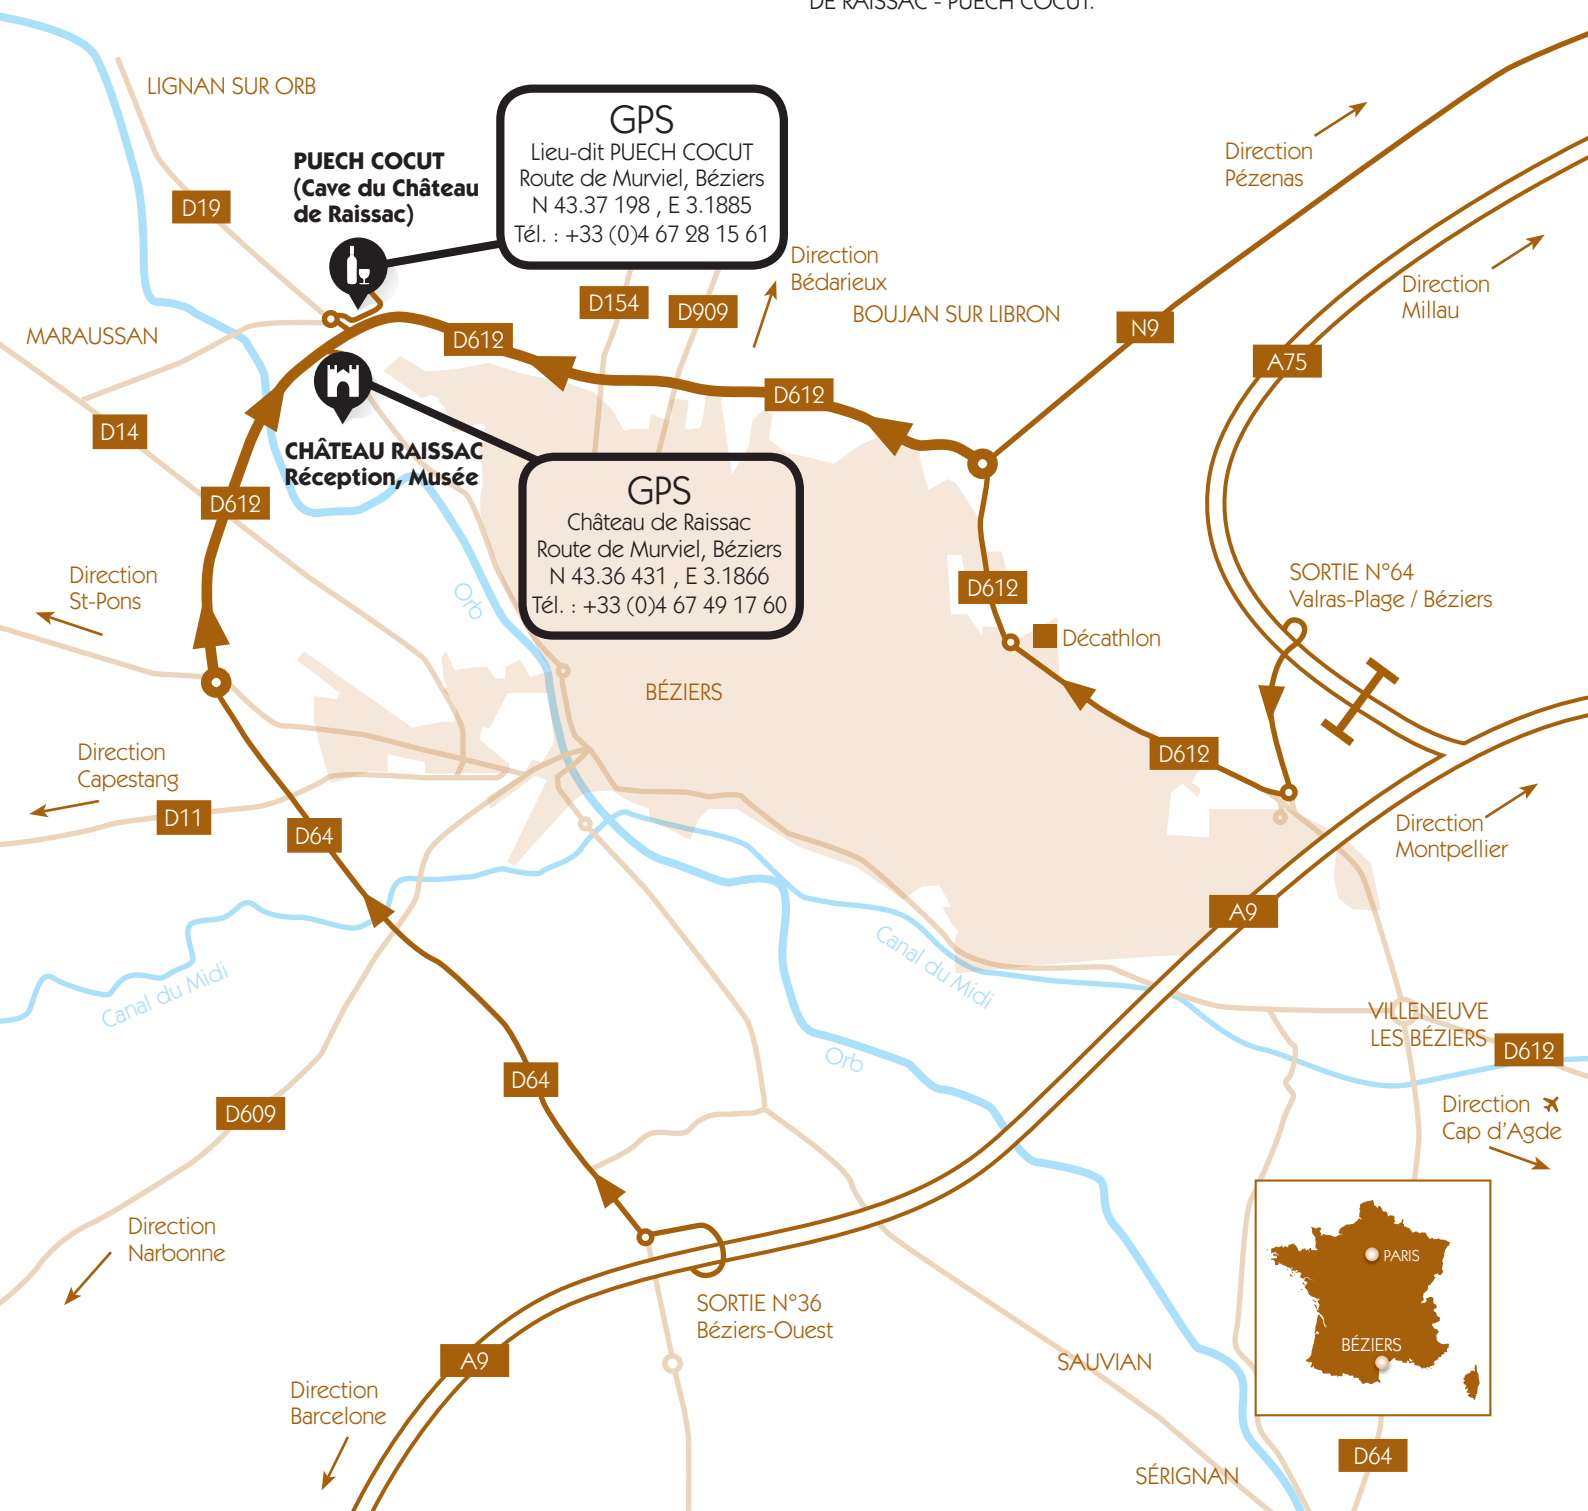 DE RAISSAC - PUECH COCUT.
LIGNAN SUR ORB
GPS
Lieu-dit PUECH COCUT
Route de Murviel, Béziers
N 43.37 198 , E 3.1885
Tél. : +33 (0)4 67 28 15 61
PUECH COCUT
(Cave du Château
de Raissac)
D19
Direction
Pézenas
Direction
Bédarieux
Direction
Millau
D154
D909
BOUJAN SUR LIBRON
N9
MARAUSSAN
D612
A75
D612
D14
CHÂTEAU RAISSAC
Réception, Musée
GPS
Château de Raissac
Route de Murviel, Béziers
N 43.36 431 , E 3.1866
Tél. : +33 (0)4 67 49 17 60
D612
Direction
St-Pons
Orb
D612
SORTIE N°64
Valras-Plage / Béziers
Décathlon
BÉZIERS
Direction
Capestang
D612
D11
D64
Direction
Montpellier
A9
Canal du Midi
Canal du Midi
VILLENEUVE
LES BÉZIERS
D612
Orb
D64
D609
Direction
Cap d'Agde
Direction
Narbonne
PARIS
BÉZIERS
SORTIE N°36
Béziers-Ouest
A9
SAUVIAN
Direction
Barcelone
D64
SÉRIGNAN